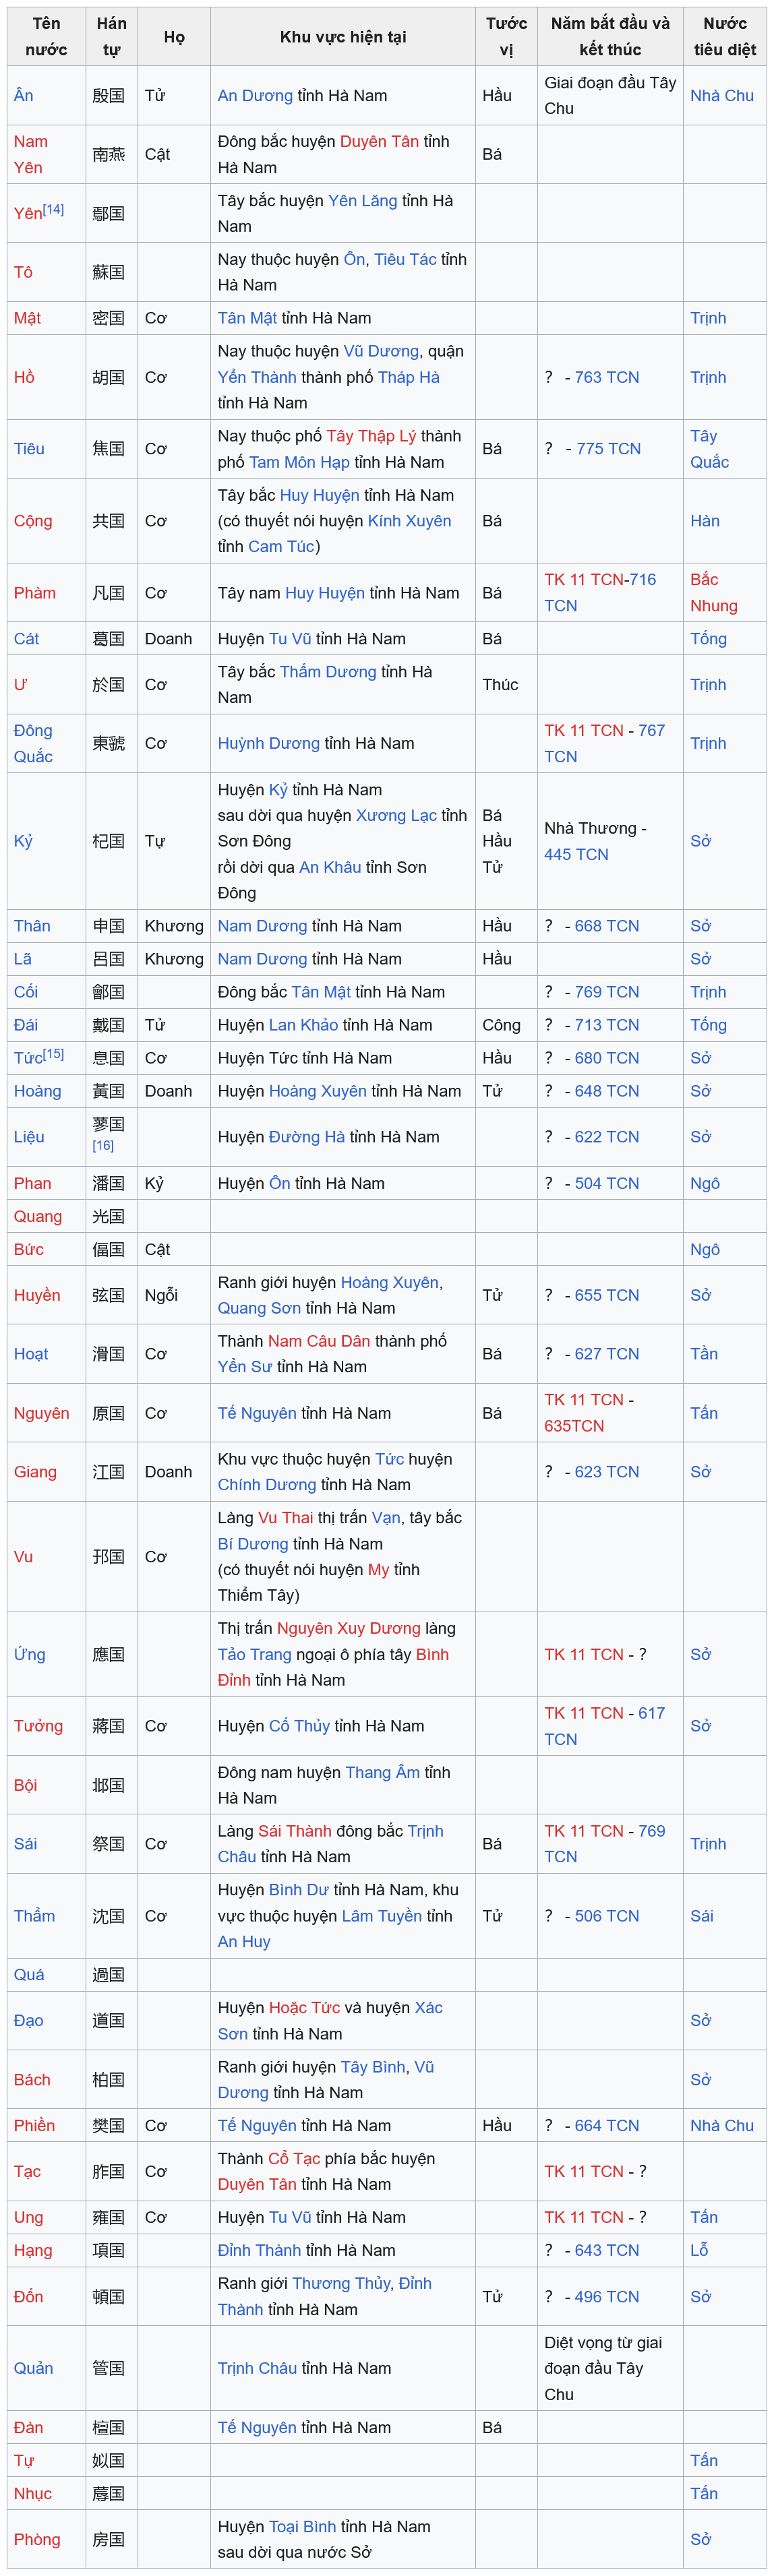 Tên nước Hán tự Họ Khu vực hiện tại Tước vị Năm bắt đầu và kết thúc Nước tiêu diệt
Ân 殷国 Tử An Dương tỉnh Hà Nam Hầu Giai đoạn đầu Tây Chu Nhà Chu
Nam Yên 南燕 Cật Đông bắc huyện Duyên Tân tỉnh Hà Nam Bá
Yên[14] 鄢国 Tây bắc huyện Yên Lăng tỉnh Hà Nam
Tô 蘇国 Nay thuộc huyện Ôn, Tiêu Tác tỉnh Hà Nam
Mật 密国 Cơ Tân Mật tỉnh Hà Nam Trịnh
Hồ 胡国 Cơ Nay thuộc huyện Vũ Dương, quận Yển Thành thành phố Tháp Hà tỉnh Hà Nam ? - 763 TCN Trịnh
Tiêu 焦国 Cơ Nay thuộc phố Tây Thập Lý thành phố Tam Môn Hạp tỉnh Hà Nam Bá ? - 775 TCN Tây Quắc
Cộng 共国 Cơ Tây bắc Huy Huyện tỉnh Hà Nam (có thuyết nói huyện Kính Xuyên tỉnh Cam Túc) Bá Hàn
Phàm 凡国 Cơ Tây nam Huy Huyện tỉnh Hà Nam Bá TK 11 TCN-716 TCN Bắc Nhung
Cát 葛国 Doanh Huyện Tu Vũ tỉnh Hà Nam Bá Tống
Ư 於国 Cơ Tây bắc Thấm Dương tỉnh Hà Nam Thúc Trịnh
Đông Quắc 東虢 Cơ Huỳnh Dương tỉnh Hà Nam TK 11 TCN - 767 TCN Trịnh
Kỷ 杞国 Tự Huyện Kỷ tỉnh Hà Nam
sau dời qua huyện Xương Lạc tỉnh Sơn Đông
rồi dời qua An Khâu tỉnh Sơn Đông Bá Hầu Tử Nhà Thương - 445 TCN Sở
Thân 申国 Khương Nam Dương tỉnh Hà Nam Hầu ? - 668 TCN Sở
Lã 呂国 Khương Nam Dương tỉnh Hà Nam Hầu Sở
Cối 鄶国 Đông bắc Tân Mật tỉnh Hà Nam ? - 769 TCN Trịnh
Đái 戴国 Tử Huyện Lan Khảo tỉnh Hà Nam Công ? - 713 TCN Tống
Tức[15] 息国 Cơ Huyện Tức tỉnh Hà Nam Hầu ? - 680 TCN Sở
Hoàng 黃国 Doanh Huyện Hoàng Xuyên tỉnh Hà Nam Tử ? - 648 TCN Sở
Liệu 蓼国[16] Huyện Đường Hà tỉnh Hà Nam ? - 622 TCN Sở
Phan 潘国 Kỷ Huyện Ôn tỉnh Hà Nam ? - 504 TCN Ngô
Quang 光国
Bức 偪国 Cật Ngô
Huyền 弦国 Ngỗi Ranh giới huyện Hoàng Xuyên, Quang Sơn tỉnh Hà Nam Tử ? - 655 TCN Sở
Hoạt 滑国 Cơ Thành Nam Câu Dân thành phố Yển Sư tỉnh Hà Nam Bá ? - 627 TCN Tần
Nguyên 原国 Cơ Tế Nguyên tỉnh Hà Nam Bá TK 11 TCN - 635TCN Tấn
Giang 江国 Doanh Khu vực thuộc huyện Tức huyện Chính Dương tỉnh Hà Nam ? - 623 TCN Sở
Vu 邘国 Cơ Làng Vu Thai thị trấn Vạn, tây bắc Bí Dương tỉnh Hà Nam
(có thuyết nói huyện My tỉnh Thiểm Tây)
Ứng 應国 Thị trấn Nguyên Xuy Dương làng Tảo Trang ngoại ô phía tây Bình Đỉnh tỉnh Hà Nam TK 11 TCN - ? Sở
Tưởng 蔣国 Cơ Huyện Cố Thủy tỉnh Hà Nam TK 11 TCN - 617 TCN Sở
Bội 邶国 Đông nam huyện Thang Âm tỉnh Hà Nam
Sái 祭国 Cơ Làng Sái Thành đông bắc Trịnh Châu tỉnh Hà Nam Bá TK 11 TCN - 769 TCN Trịnh
Thẩm 沈国 Cơ Huyện Bình Dư tỉnh Hà Nam, khu vực thuộc huyện Lâm Tuyền tỉnh An Huy Tử ? - 506 TCN Sái
Quá 過国
Đạo 道国 Huyện Hoặc Tức và huyện Xác Sơn tỉnh Hà Nam Sở
Bách 柏国 Ranh giới huyện Tây Bình, Vũ Dương tỉnh Hà Nam Sở
Phiền 樊国 Cơ Tế Nguyên tỉnh Hà Nam Hầu ? - 664 TCN Nhà Chu
Tạc 胙国 Cơ Thành Cổ Tạc phía bắc huyện Duyên Tân tỉnh Hà Nam TK 11 TCN - ?
Ung 雍国 Cơ Huyện Tu Vũ tỉnh Hà Nam TK 11 TCN - ? Tấn
Hạng 項国 Đỉnh Thành tỉnh Hà Nam ? - 643 TCN Lỗ
Đốn 頓国 Ranh giới Thương Thủy, Đỉnh Thành tỉnh Hà Nam Tử ? - 496 TCN Sở
Quản 管国 Trịnh Châu tỉnh Hà Nam Diệt vọng từ giai đoạn đầu Tây Chu
Đàn 檀国 Tế Nguyên tỉnh Hà Nam Bá
Tự 姒国 Tấn
Nhục 蓐国 Tấn
Phòng 房国 Huyện Toại Bình tỉnh Hà Nam
sau dời qua nước Sở Sở